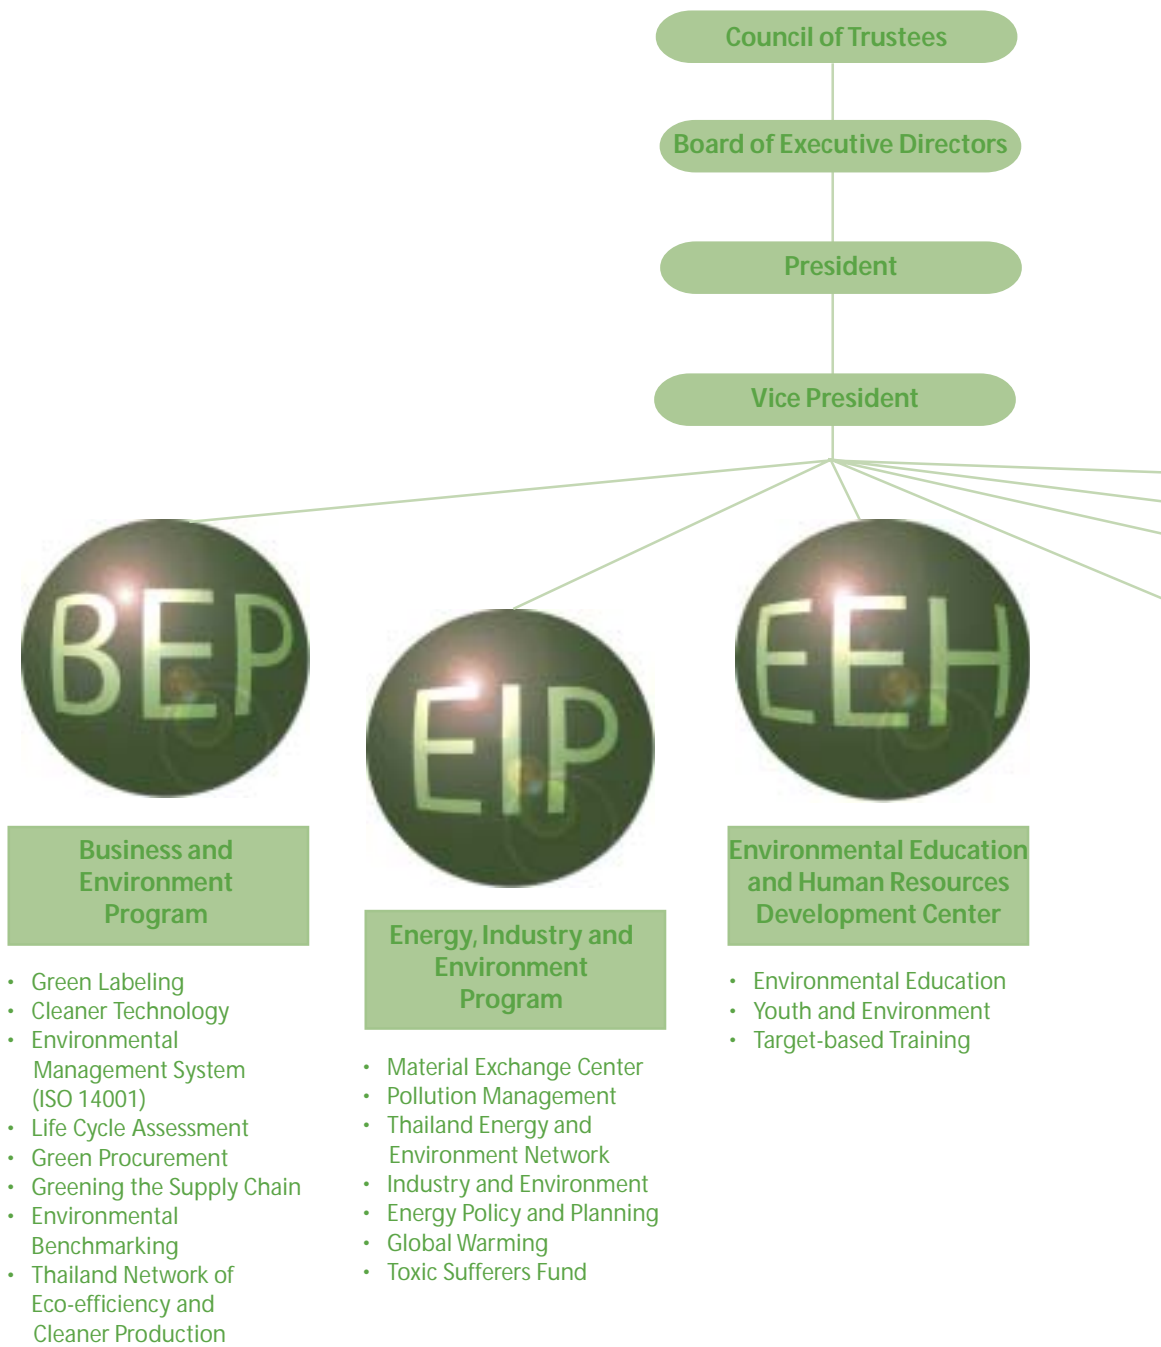 Council of Trustees
Board of Executive Directors
President
Vice President
BEP
Business and
Environment
Program
• Green Labeling
• Cleaner Technology
• Environmental
Management System
(ISO 14001)
• Life Cycle Assessment
• Green Procurement
• Greening the Supply Chain
• Environmental
Benchmarking
• Thailand Network of
Eco-efficiency and
Cleaner Production
EIP
Energy, Industry and
Environment
Program
• Material Exchange Center
• Pollution Management
• Thailand Energy and
Environment Network
• Industry and Environment
• Energy Policy and Planning
• Global Warming
• Toxic Sufferers Fund
EEH
Environmental Education
and Human Resources
Development Center
• Environmental Education
• Youth and Environment
• Target-based Training